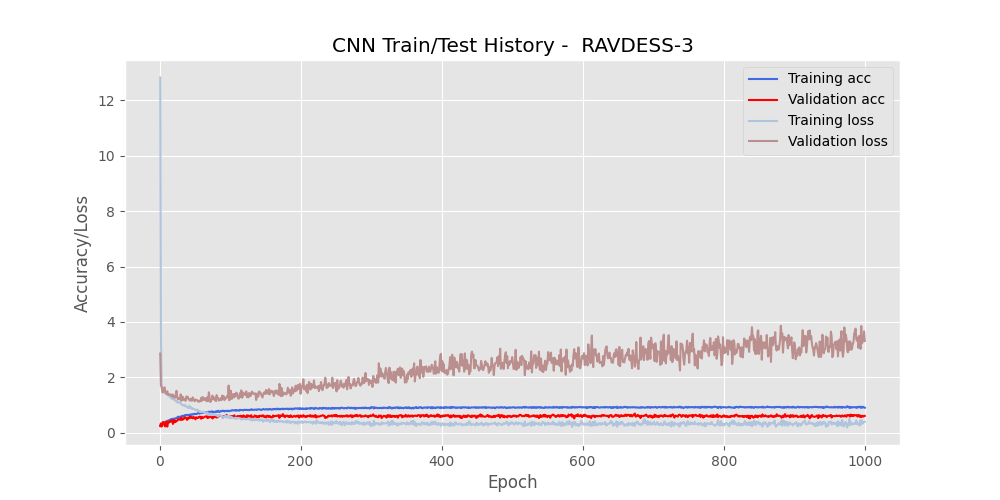 CNN Train/Test History -  RAVDESS-3
Training acc
Validation acc
Training loss
Validation loss
12
10
8
6
4
2
0
Accuracy/Loss
0 200 400 600 800 1000
Epoch